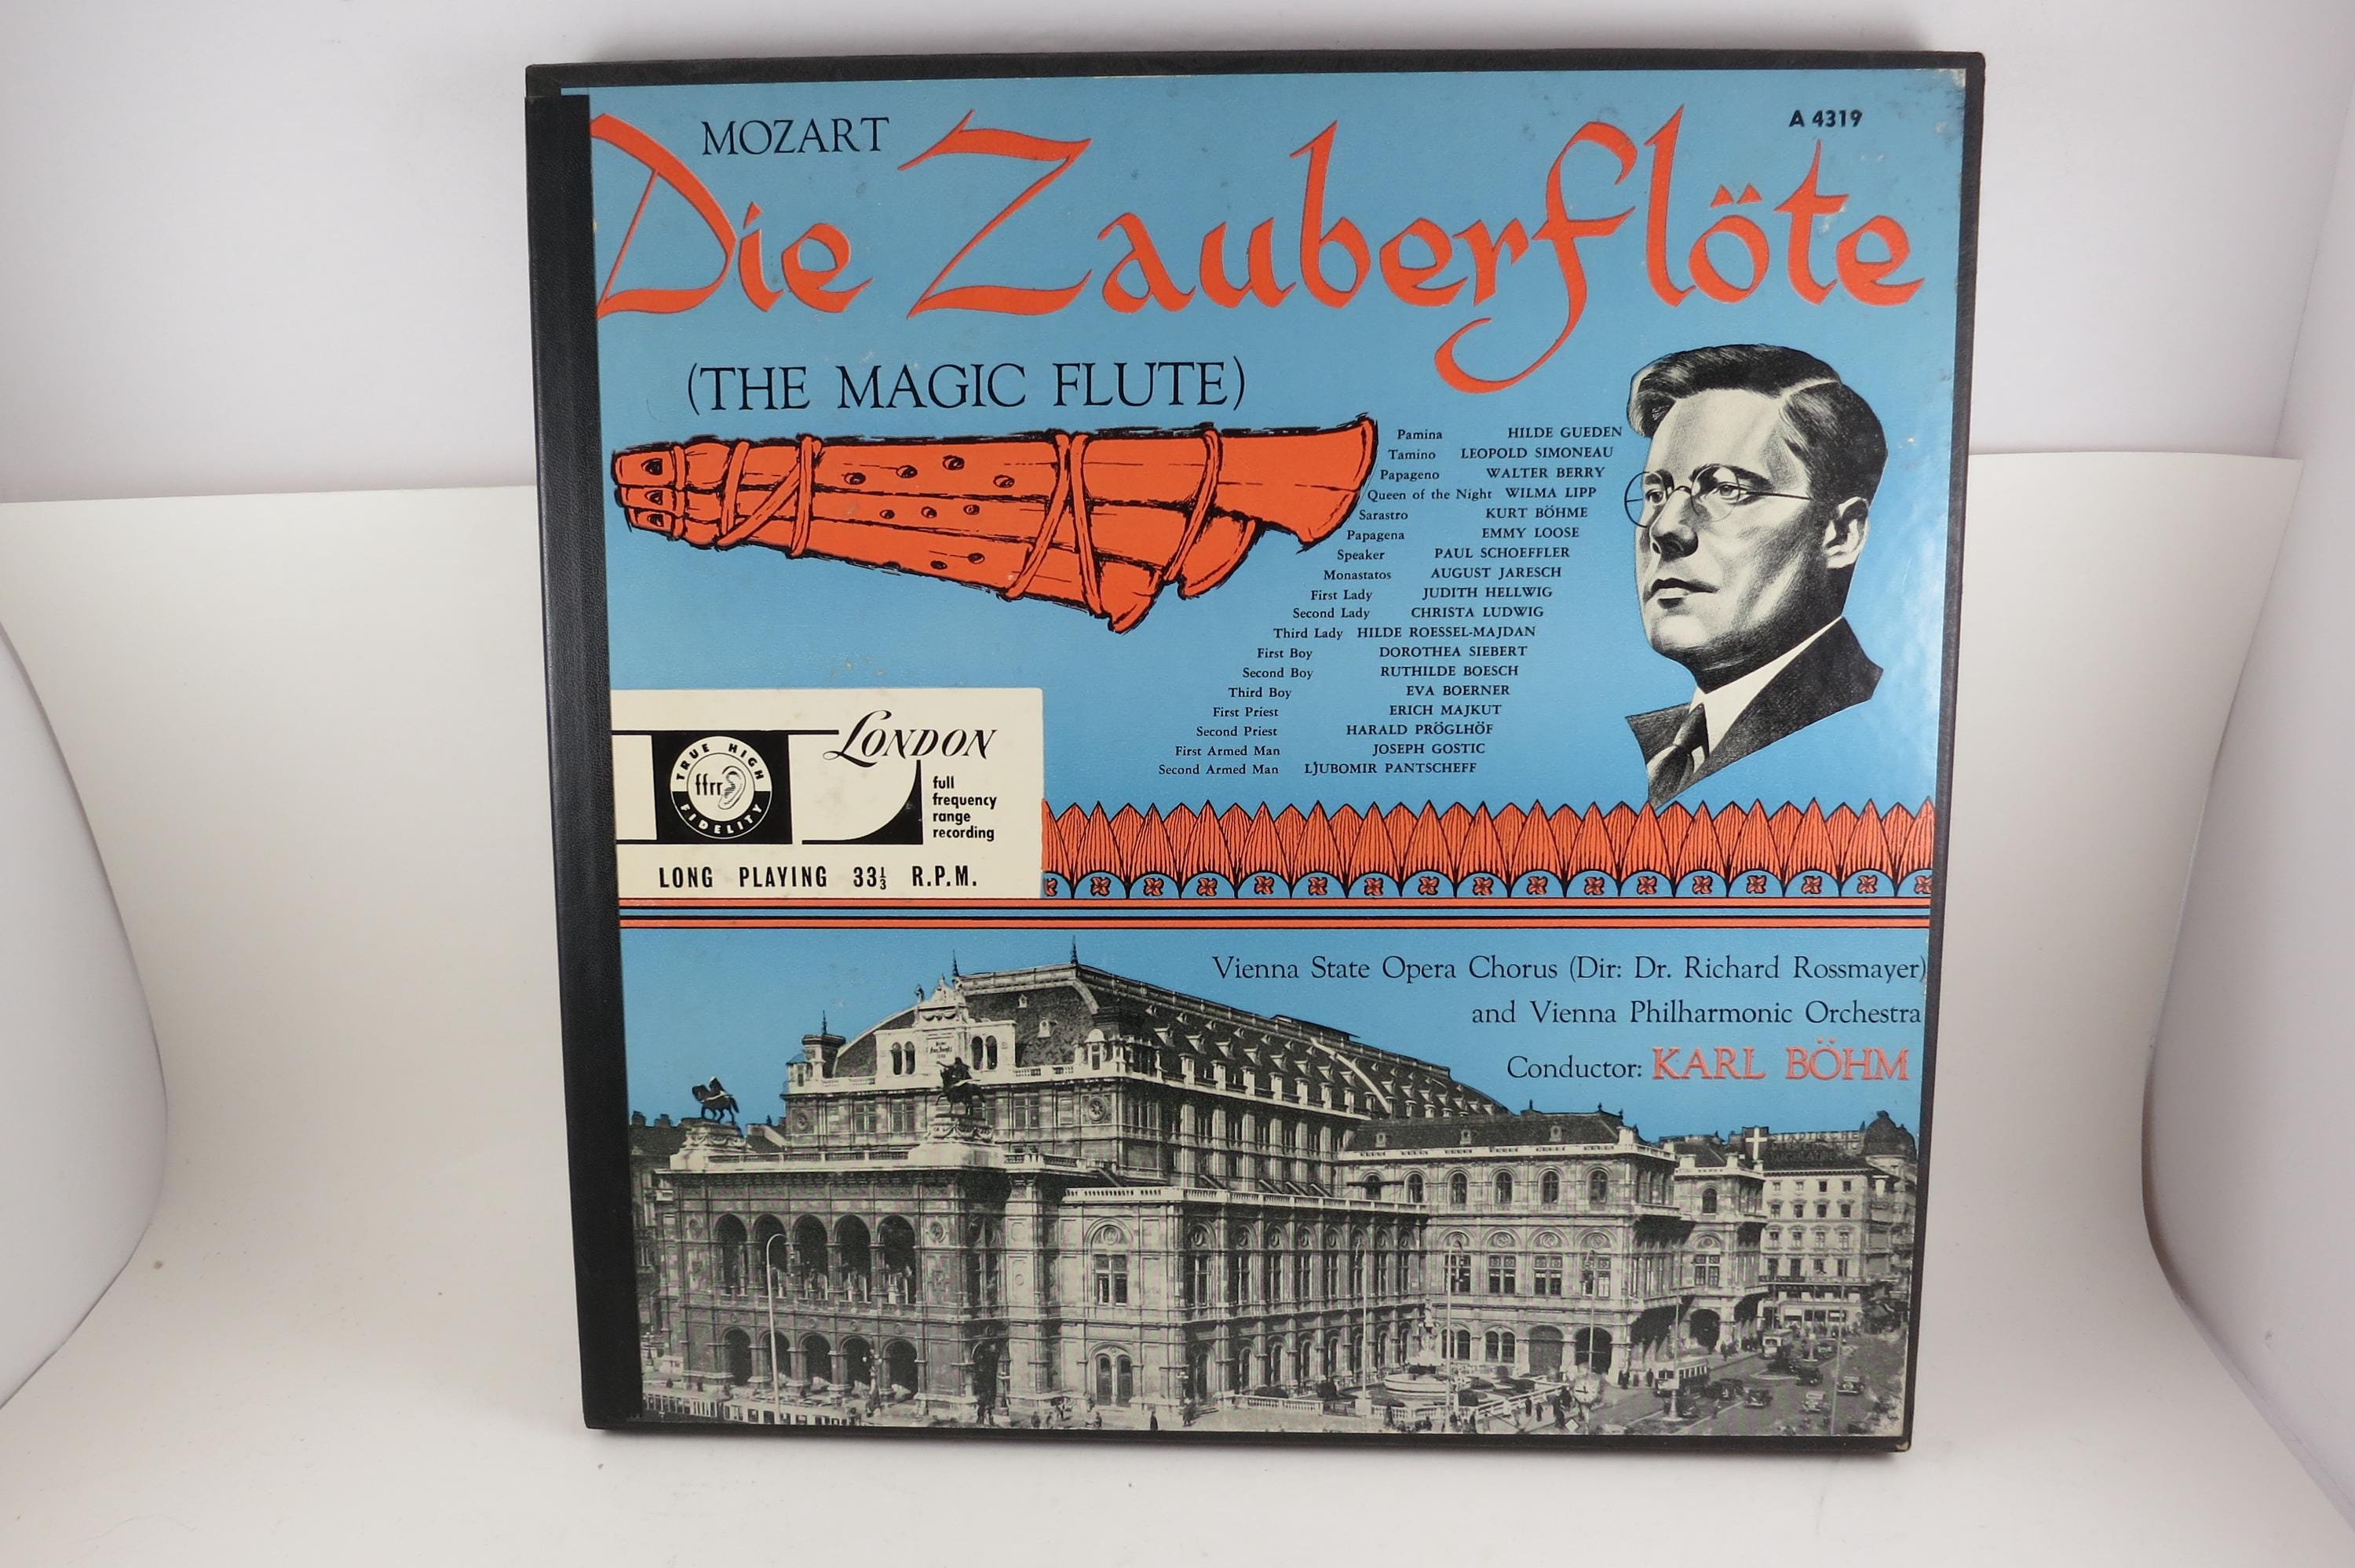 MOZART
A 4319
Die Zauberflöte
(THE MAGIC FLUTE)
Pamina HILDE GUEDEN
Tamino LEOPOLD SIMONEAU
Papageno WALTER BERRY
Queen of the Night WILMA LIPP
Sarastro KURT BÖHME
Papagena EMMY LOOSE
Speaker PAUL SCHOEFFLER
Monastatos AUGUST JARESCH
First Lady JUDITH HELLWIG
Second Lady CHRISTA LUDWIG
Third Lady HILDE ROESSEL-MAJDAN
First Boy DOROTHEA SIEBERT
Second Boy RUTHILDE BOESCH
Third Boy EVA BOERNER
First Priest ERICH MAJKUT
Second Priest HARALD PRÖGLHÖF
First Armed Man JOSEPH GOSTIC
Second Armed Man LJUBOMIR PANTSCHEFF
TRUE HIGH
ffrr
FIDELITY
LONDON
full
frequency
range
recording
LONG PLAYING 33⅓ R.P.M.
Vienna State Opera Chorus (Dir: Dr. Richard Rossmayer)
and Vienna Philharmonic Orchestra
Conductor: KARL BÖHM